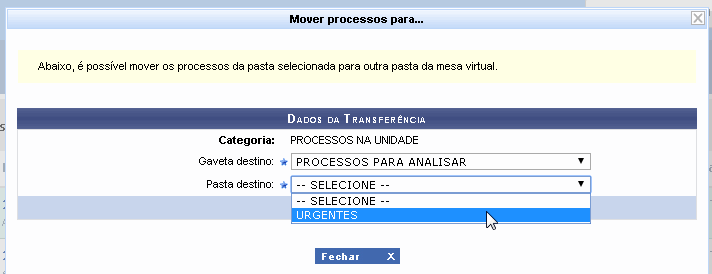 Mover processos para...
Abaixo, é possível mover os processos da pasta selecionada para outra pasta da mesa virtual.
DADOS DA TRANSFERÊNCIA
Categoria: PROCESSOS NA UNIDADE
Gaveta destino: PROCESSOS PARA ANALISAR
Pasta destino: -- SELECIONE --
-- SELECIONE --
URGENTES
Fechar X